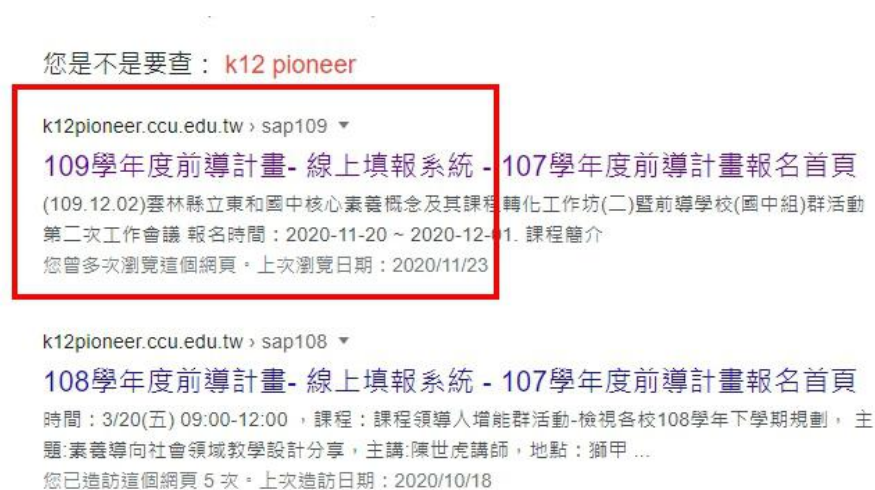 您是不是要查： k12 pioneer
k12pioneer.ccu.edu.tw › sap109 ▼
109學年度前導計畫- 線上填報系統 - 107學年度前導計畫報名首頁
(109.12.02)雲林縣立東和國中核心素養概念及其課程轉化工作坊(二)暨前導學校(國中組)群活動
第二次工作會議 報名時間：2020-11-20 ~ 2020-12-01. 課程簡介
您曾多次瀏覽這個網頁。上次瀏覽日期：2020/11/23
k12pioneer.ccu.edu.tw › sap108 ▼
108學年度前導計畫- 線上填報系統 - 107學年度前導計畫報名首頁
時間：3/20(五) 09:00-12:00 ，課程：課程領導人增能群活動-檢視各校108學年下學期規劃， 主
題:素養導向社會領域教學設計分享，主講:陳世虎講師，地點：獅甲 ...
您已造訪這個網頁 5 次。上次造訪日期：2020/10/18